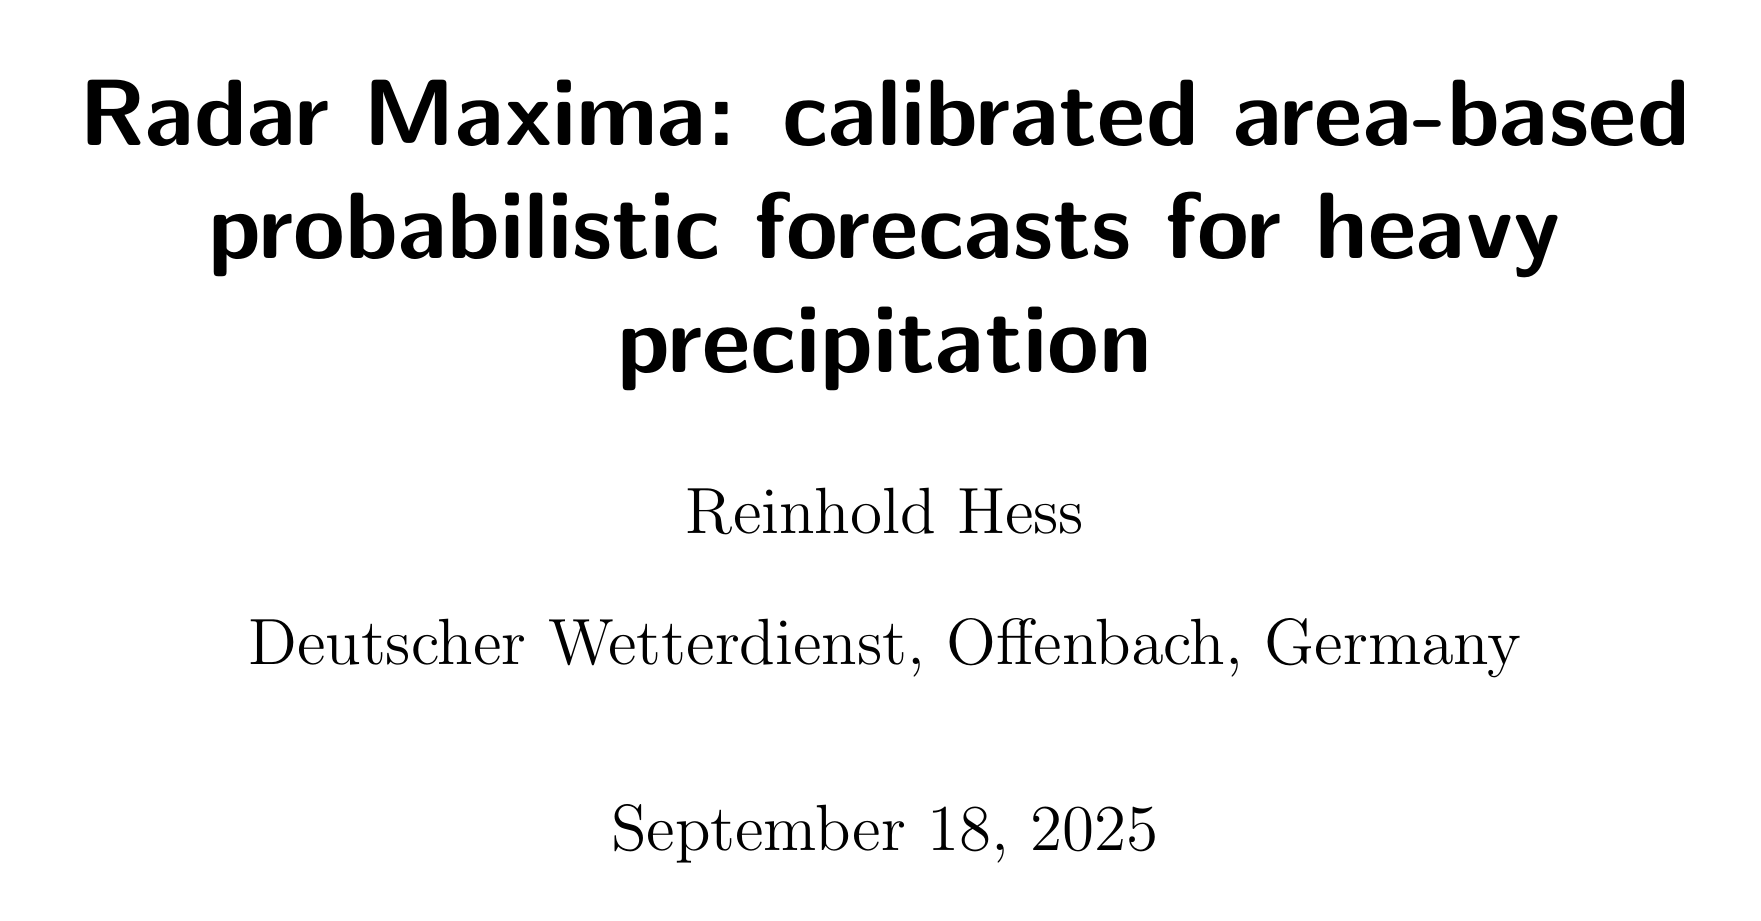 Radar Maxima: calibrated area-based
probabilistic forecasts for heavy
precipitation
Reinhold Hess
Deutscher Wetterdienst, Offenbach, Germany
September 18, 2025